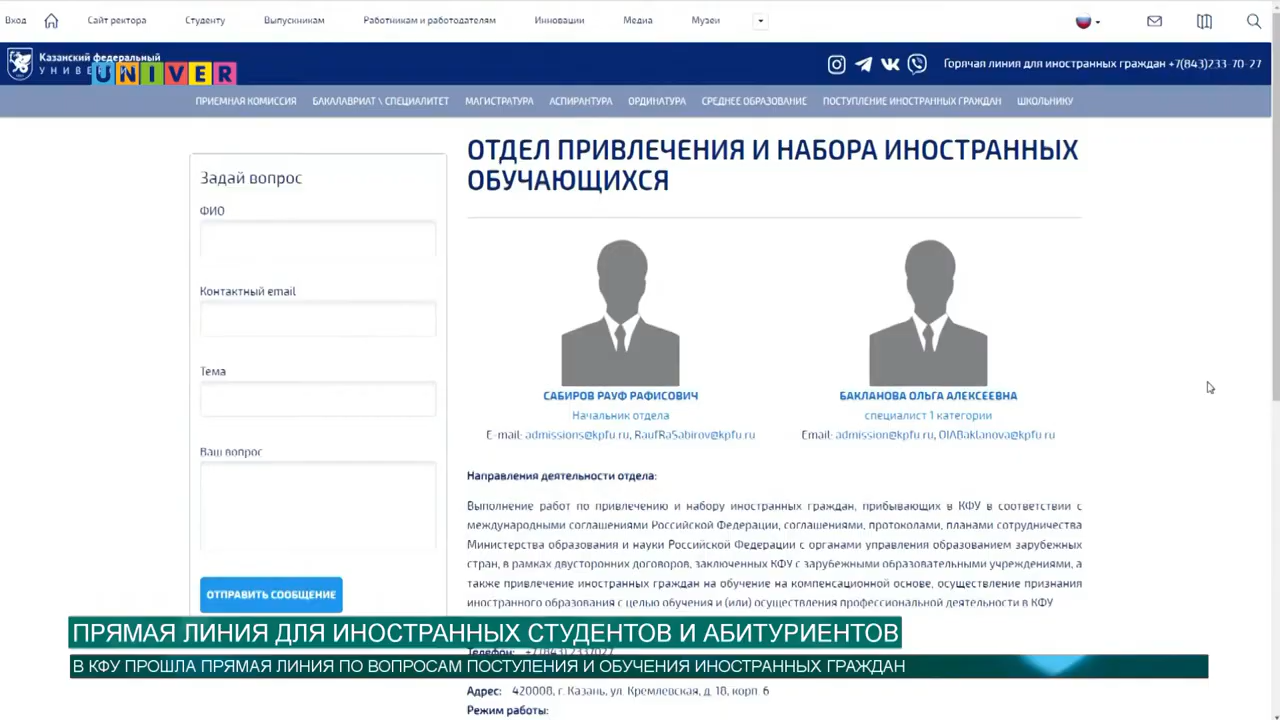 Вход
Сайт ректора
Студенту
Выпускникам
Работникам и работодателям
Инновации
Медиа
Музеи
Казанский федеральный
УНИВЕ
UNIVER
Горячая линия для иностранных граждан +7(843)233-70-27
ПРИЕМНАЯ КОМИССИЯ
БАКАЛАВРИАТ \ СПЕЦИАЛИТЕТ
МАГИСТРАТУРА
АСПИРАНТУРА
ОРДИНАТУРА
СРЕДНЕЕ ОБРАЗОВАНИЕ
ПОСТУПЛЕНИЕ ИНОСТРАННЫХ ГРАЖДАН
ШКОЛЬНИКУ
Задай вопрос
ФИО
Контактный email
Тема
Ваш вопрос
ОТПРАВИТЬ СООБЩЕНИЕ
ОТДЕЛ ПРИВЛЕЧЕНИЯ И НАБОРА ИНОСТРАННЫХ
ОБУЧАЮЩИХСЯ
САБИРОВ РАУФ РАФИСОВИЧ
Начальник отдела
E-mail: admissions@kpfu.ru, RaufRaSabirov@kpfu.ru
БАКЛАНОВА ОЛЬГА АЛЕКСЕЕВНА
специалист 1 категории
Email: admission@kpfu.ru, OlABaklanova@kpfu.ru
Направления деятельности отдела:
Выполнение работ по привлечению и набору иностранных граждан, прибывающих в КФУ в соответствии с
международными соглашениями Российской Федерации, соглашениями, протоколами, планами сотрудничества
Министерства образования и науки Российской Федерации с органами управления образованием зарубежных
стран, в рамках двусторонних договоров, заключенных КФУ с зарубежными образовательными учреждениями, а
также привлечение иностранных граждан на обучение на компенсационной основе, осуществление признания
иностранного образования с целью обучения и (или) осуществления профессиональной деятельности в КФУ
ПРЯМАЯ ЛИНИЯ ДЛЯ ИНОСТРАННЫХ СТУДЕНТОВ И АБИТУРИЕНТОВ
Телефон: +7(843) 2337027
В КФУ ПРОШЛА ПРЯМАЯ ЛИНИЯ ПО ВОПРОСАМ ПОСТУЛЕНИЯ И ОБУЧЕНИЯ ИНОСТРАННЫХ ГРАЖДАН
Адрес: 420008, г. Казань, ул. Кремлевская, д. 18, корп. 6
Режим работы: